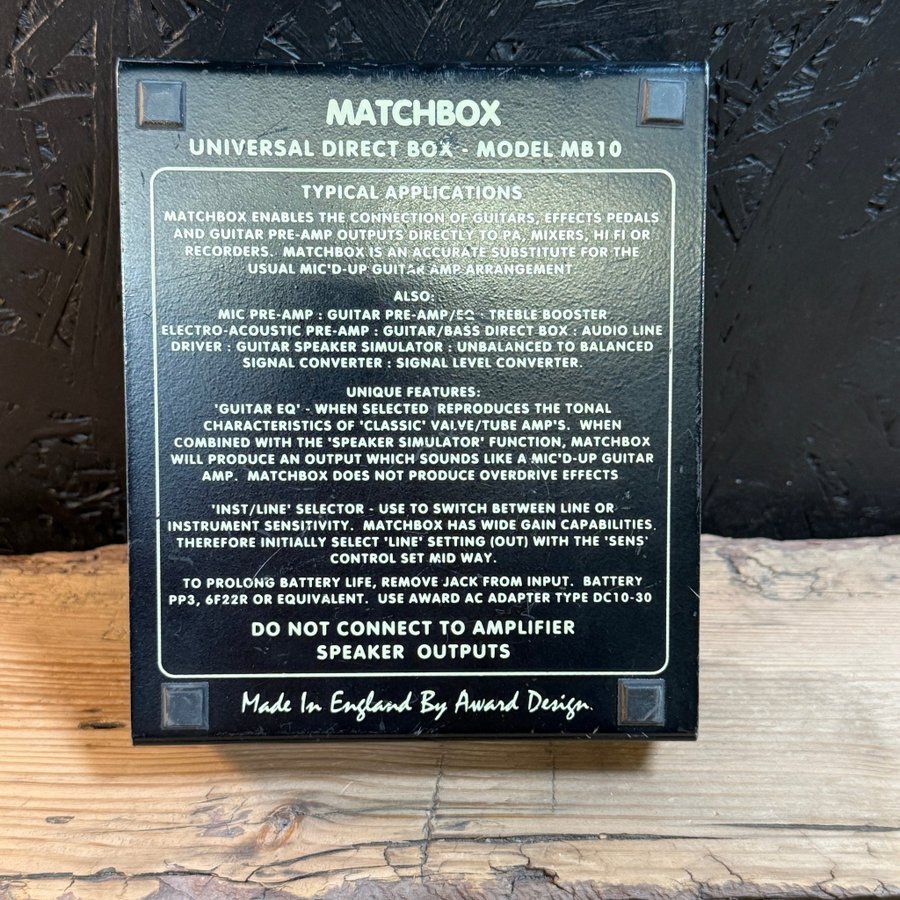 MATCHBOX
UNIVERSAL DIRECT BOX - MODEL MB10
TYPICAL APPLICATIONS
MATCHBOX ENABLES THE CONNECTION OF GUITARS, EFFECTS PEDALS
AND GUITAR PRE-AMP OUTPUTS DIRECTLY TO PA, MIXERS, HI FI OR
RECORDERS. MATCHBOX IS AN ACCURATE SUBSTITUTE FOR THE
USUAL MIC'D-UP GUITAR AMP ARRANGEMENT.
ALSO:
MIC PRE-AMP : GUITAR PRE-AMP/EQ : TREBLE BOOSTER
ELECTRO-ACOUSTIC PRE-AMP : GUITAR/BASS DIRECT BOX : AUDIO LINE
DRIVER : GUITAR SPEAKER SIMULATOR : UNBALANCED TO BALANCED
SIGNAL CONVERTER : SIGNAL LEVEL CONVERTER.
UNIQUE FEATURES:
'GUITAR EQ' - WHEN SELECTED REPRODUCES THE TONAL
CHARACTERISTICS OF 'CLASSIC' VALVE/TUBE AMP'S. WHEN
COMBINED WITH THE 'SPEAKER SIMULATOR' FUNCTION, MATCHBOX
WILL PRODUCE AN OUTPUT WHICH SOUNDS LIKE A MIC'D-UP GUITAR
AMP. MATCHBOX DOES NOT PRODUCE OVERDRIVE EFFECTS
'INST/LINE' SELECTOR - USE TO SWITCH BETWEEN LINE OR
INSTRUMENT SENSITIVITY. MATCHBOX HAS WIDE GAIN CAPABILITIES.
THEREFORE INITIALLY SELECT 'LINE' SETTING (OUT) WITH THE 'SENS'
CONTROL SET MID WAY.
TO PROLONG BATTERY LIFE, REMOVE JACK FROM INPUT. BATTERY
PP3, 6F22R OR EQUIVALENT. USE AWARD AC ADAPTER TYPE DC10-30
DO NOT CONNECT TO AMPLIFIER
SPEAKER OUTPUTS
Made In England By Award Design.